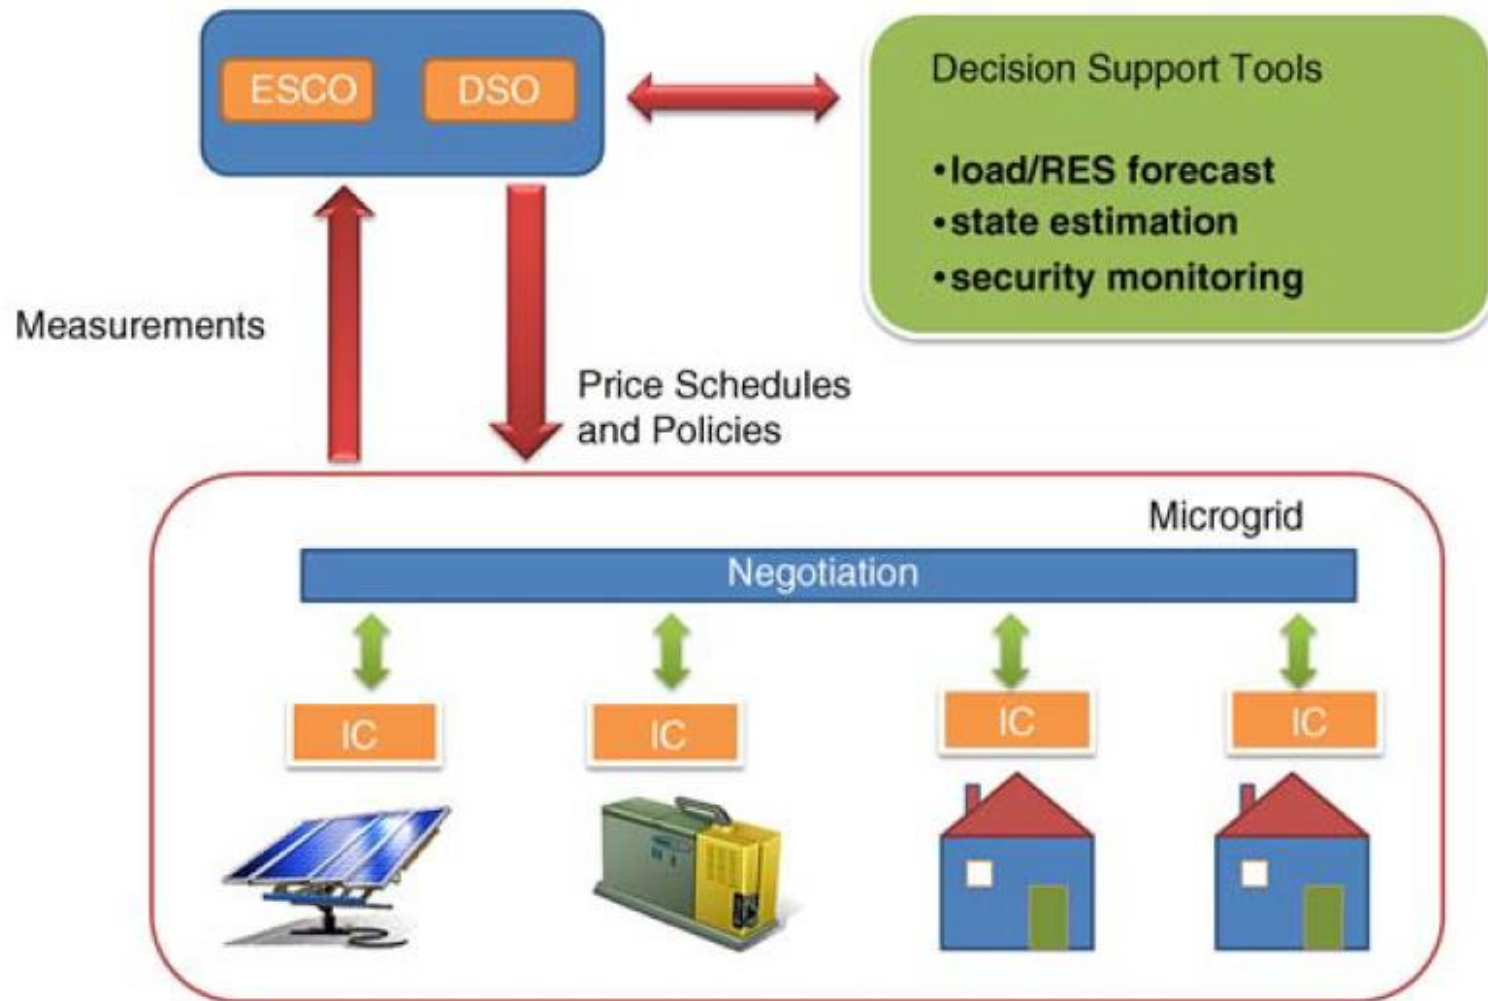 ESCO
DSO
Decision Support Tools
•load/RES forecast
•state estimation
•security monitoring
Measurements
Price Schedules
and Policies
Microgrid
Negotiation
IC
IC
IC
IC